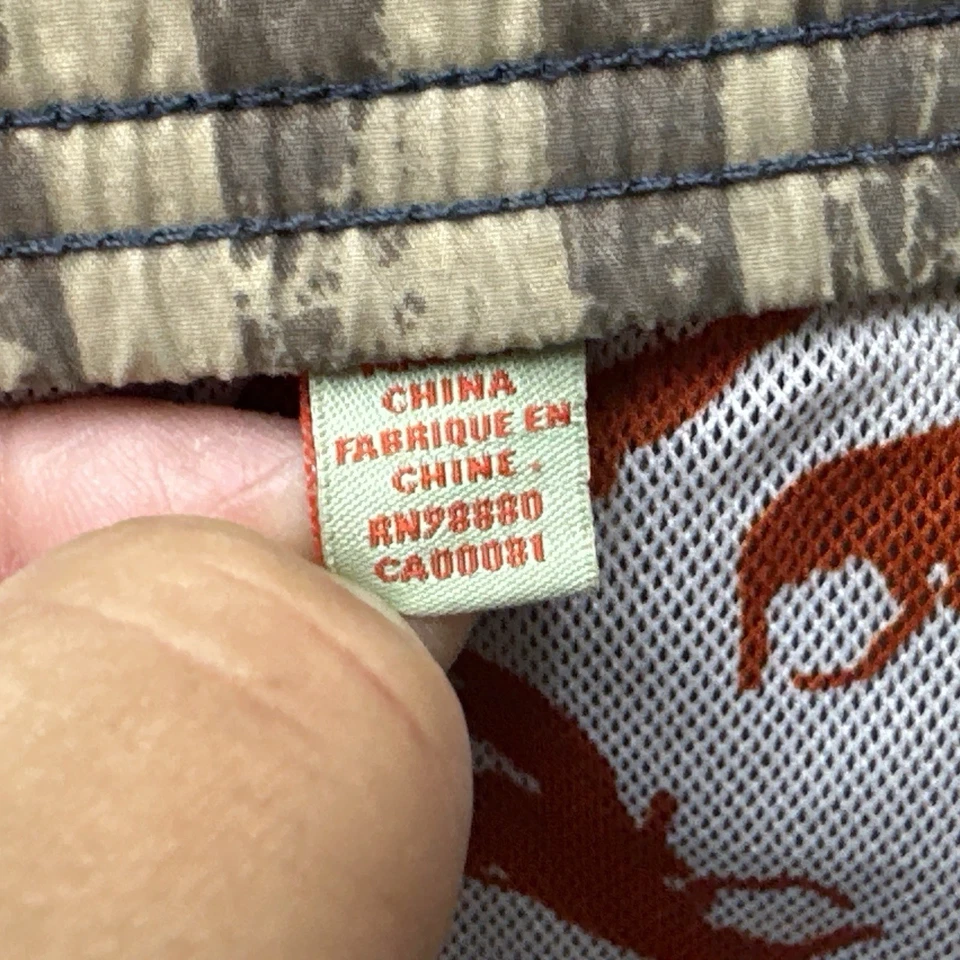 CHINA
FABRIQUE EN
CHINE
RN98880
CA00081